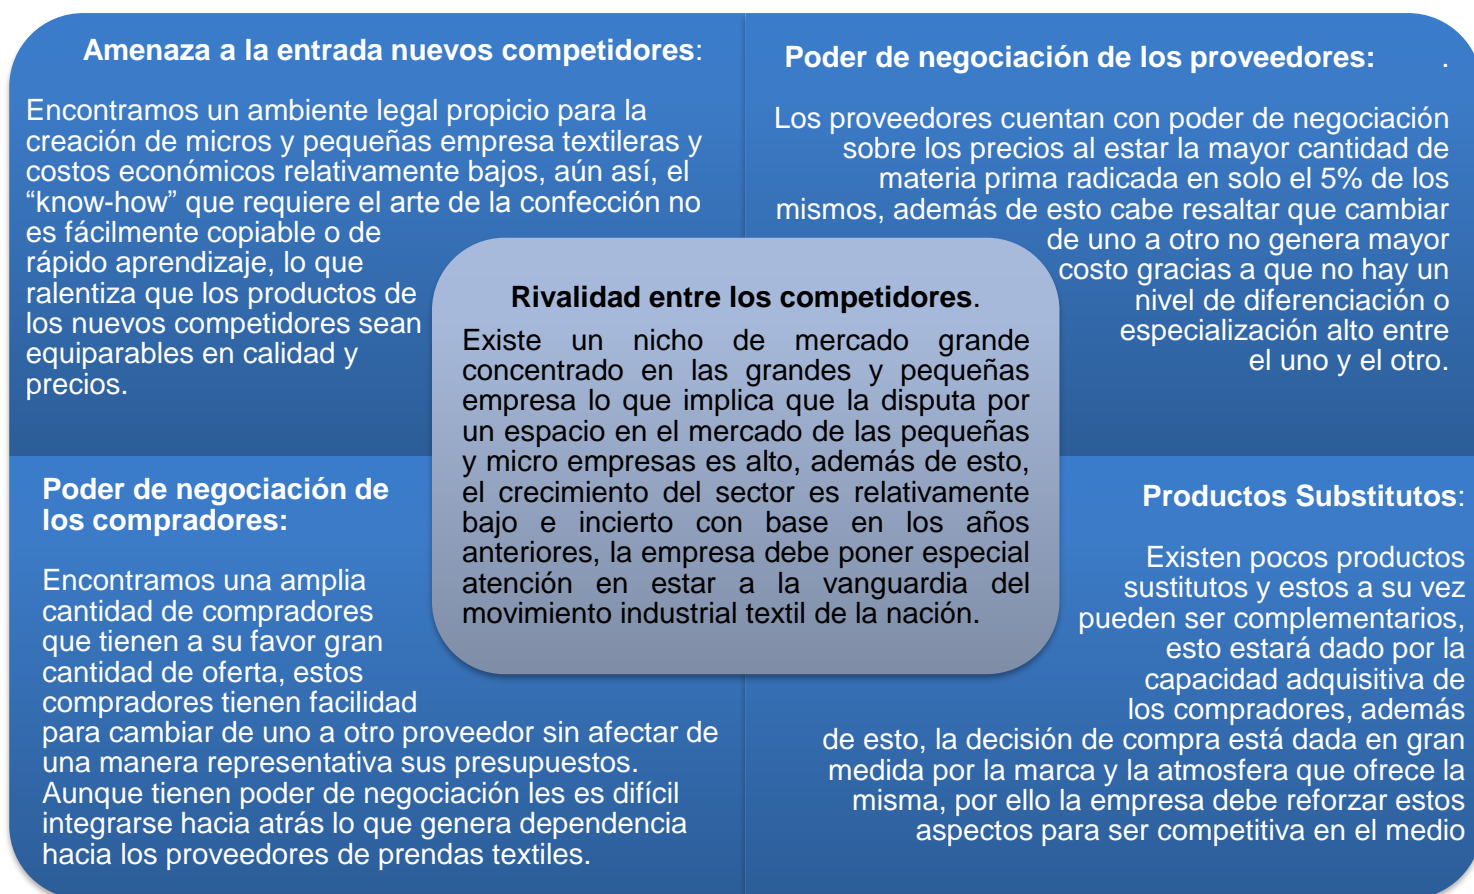 Amenaza a la entrada nuevos competidores:
Encontramos un ambiente legal propicio para la
creación de micros y pequeñas empresa textileras y
costos económicos relativamente bajos, aún así, el
“know-how” que requiere el arte de la confección no
es fácilmente copiable o de
rápido aprendizaje, lo que
ralentiza que los productos de
los nuevos competidores sean
equiparables en calidad y
precios.
Poder de negociación de los proveedores: .
Los proveedores cuentan con poder de negociación
sobre los precios al estar la mayor cantidad de
materia prima radicada en solo el 5% de los
mismos, además de esto cabe resaltar que cambiar
de uno a otro no genera mayor
costo gracias a que no hay un
nivel de diferenciación o
especialización alto entre
el uno y el otro.
Rivalidad entre los competidores.
Existe un nicho de mercado grande
concentrado en las grandes y pequeñas
empresa lo que implica que la disputa por
un espacio en el mercado de las pequeñas
y micro empresas es alto, además de esto,
el crecimiento del sector es relativamente
bajo e incierto con base en los años
anteriores, la empresa debe poner especial
atención en estar a la vanguardia del
movimiento industrial textil de la nación.
Poder de negociación de
los compradores:
Encontramos una amplia
cantidad de compradores
que tienen a su favor gran
cantidad de oferta, estos
compradores tienen facilidad
para cambiar de uno a otro proveedor sin afectar de
una manera representativa sus presupuestos.
Aunque tienen poder de negociación les es difícil
integrarse hacia atrás lo que genera dependencia
hacia los proveedores de prendas textiles.
Productos Substitutos:
Existen pocos productos
sustitutos y estos a su vez
pueden ser complementarios,
esto estará dado por la
capacidad adquisitiva de
los compradores, además
de esto, la decisión de compra está dada en gran
medida por la marca y la atmosfera que ofrece la
misma, por ello la empresa debe reforzar estos
aspectos para ser competitiva en el medio